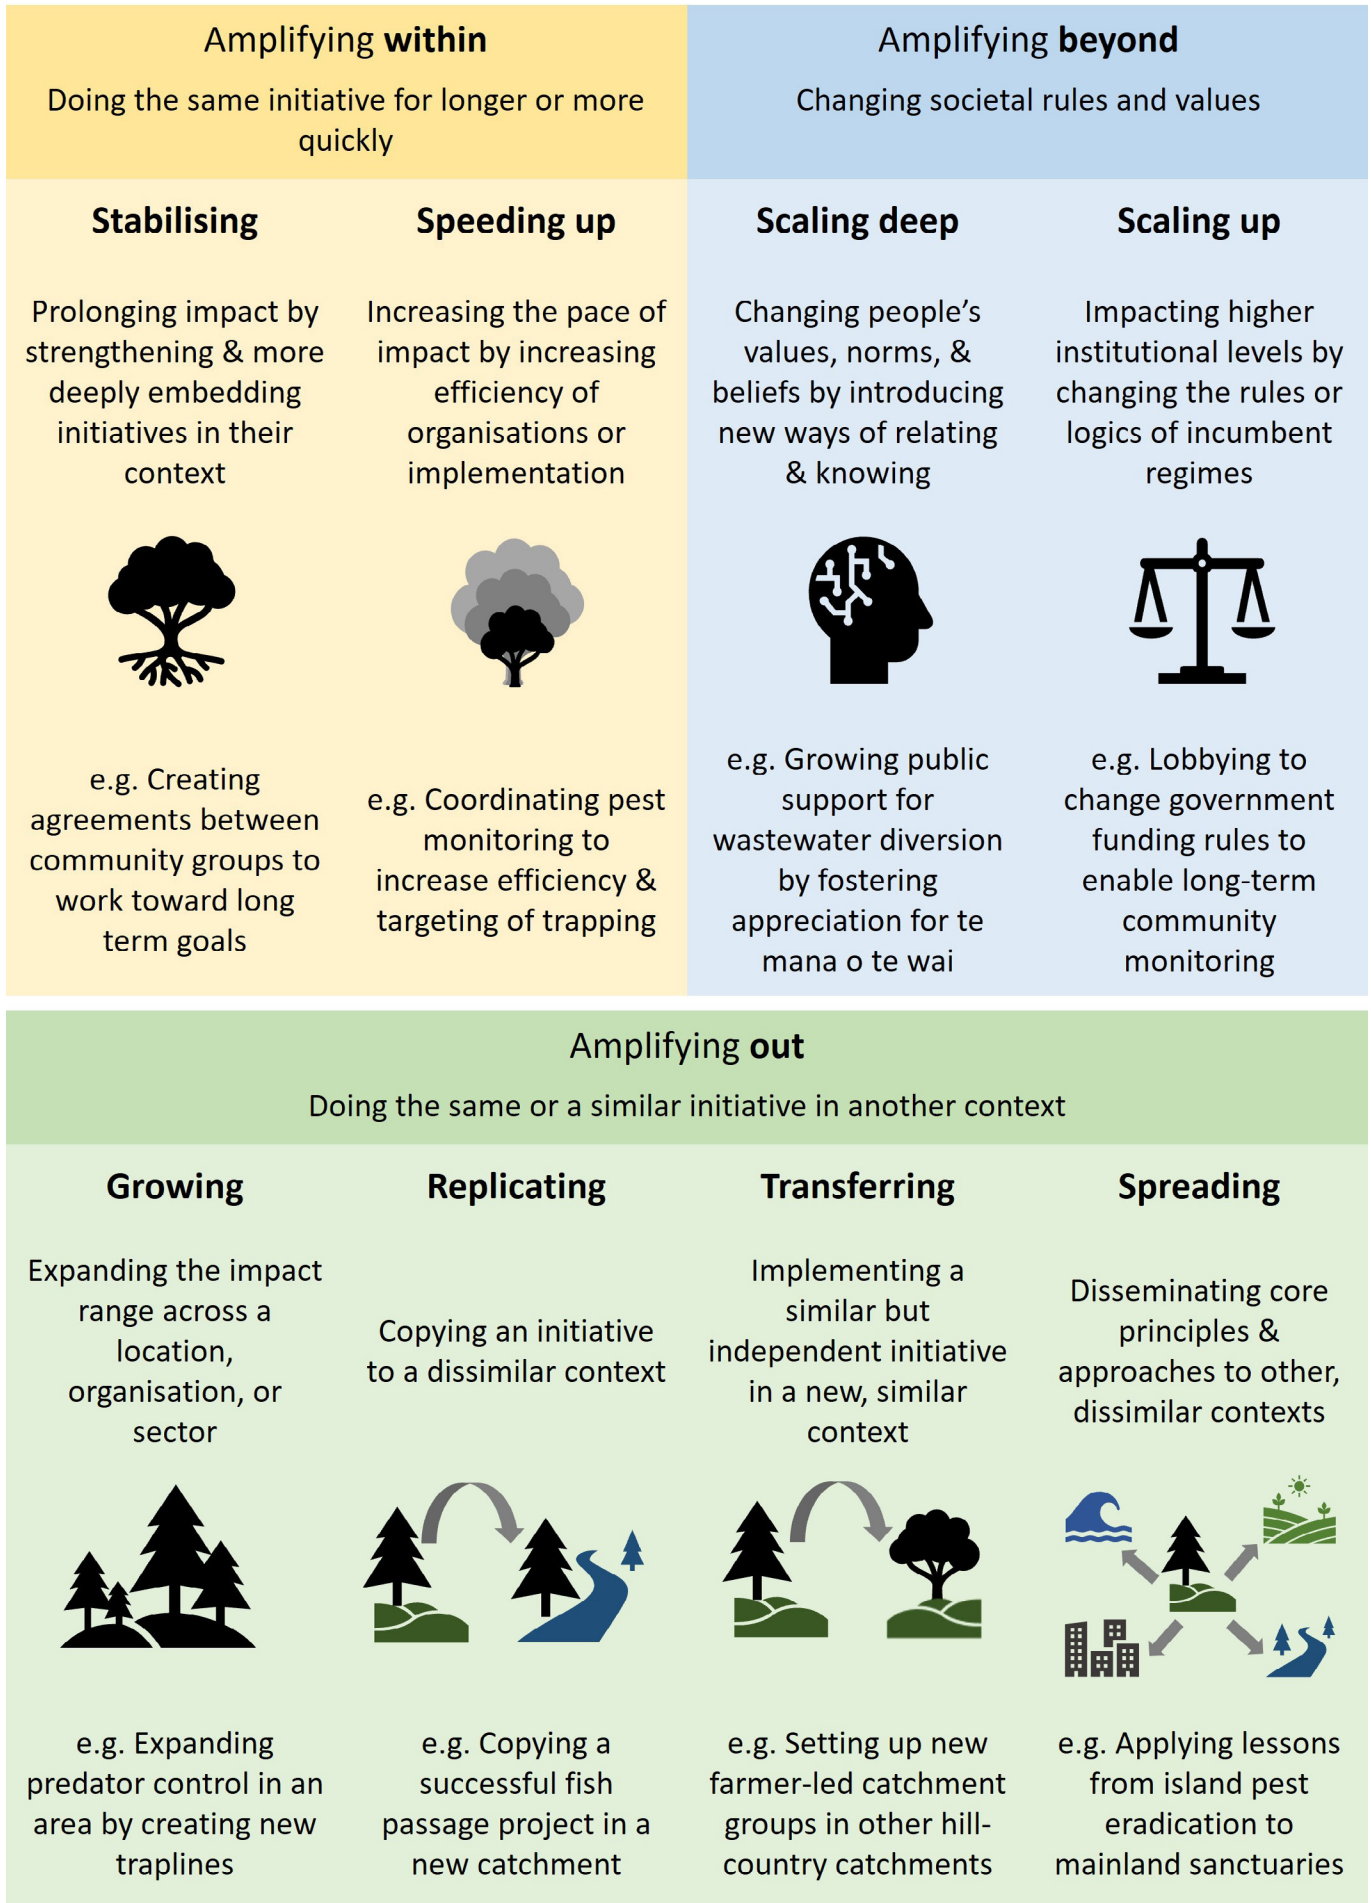 Amplifying within
Doing the same initiative for longer or more
quickly
Amplifying beyond
Changing societal rules and values
Stabilising
Prolonging impact by
strengthening & more
deeply embedding
initiatives in their
context
e.g. Creating
agreements between
community groups to
work toward long
term goals
Speeding up
Increasing the pace of
impact by increasing
efficiency of
organisations or
implementation
e.g. Coordinating pest
monitoring to
increase efficiency &
targeting of trapping
Scaling deep
Changing people’s
values, norms, &
beliefs by introducing
new ways of relating
& knowing
e.g. Growing public
support for
wastewater diversion
by fostering
appreciation for te
mana o te wai
Scaling up
Impacting higher
institutional levels by
changing the rules or
logics of incumbent
regimes
e.g. Lobbying to
change government
funding rules to
enable long-term
community
monitoring
Amplifying out
Doing the same or a similar initiative in another context
Growing
Expanding the impact
range across a
location,
organisation, or
sector
e.g. Expanding
predator control in an
area by creating new
traplines
Replicating
Copying an initiative
to a dissimilar context
e.g. Copying a
successful fish
passage project in a
new catchment
Transferring
Implementing a
similar but
independent initiative
in a new, similar
context
e.g. Setting up new
farmer-led catchment
groups in other hill-
country catchments
Spreading
Disseminating core
principles &
approaches to other,
dissimilar contexts
e.g. Applying lessons
from island pest
eradication to
mainland sanctuaries